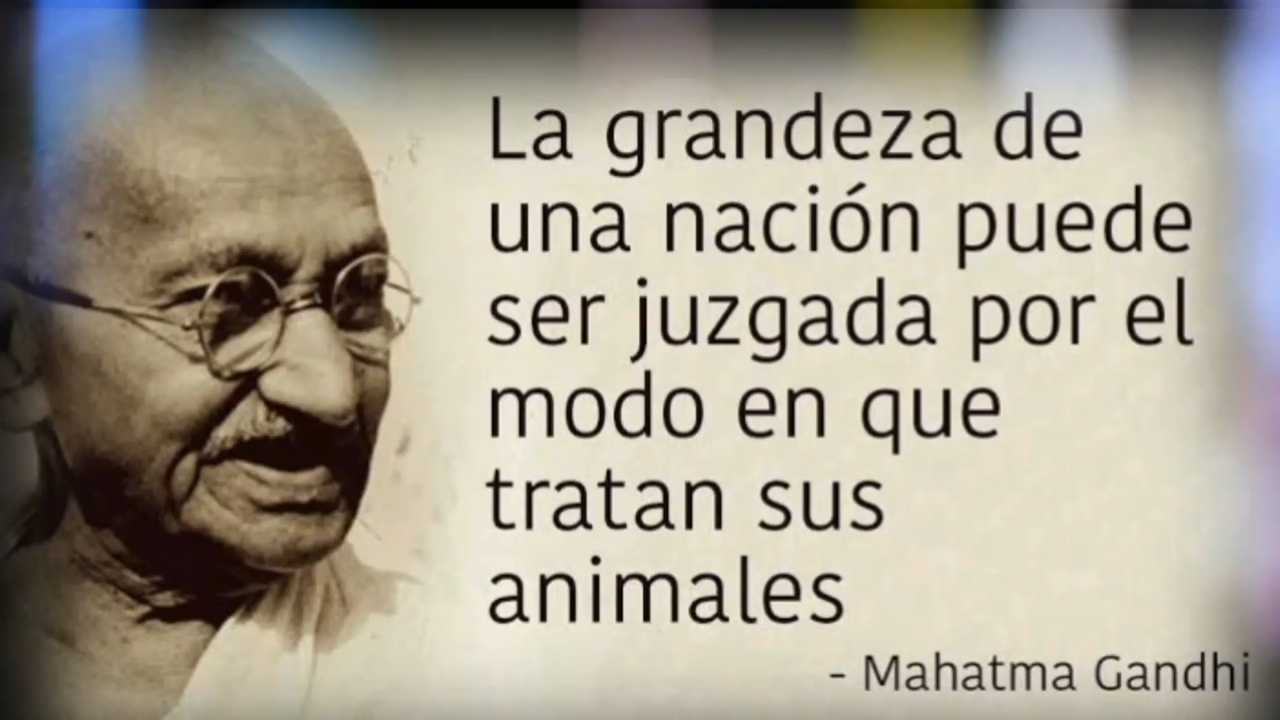 La grandeza de
una nación puede
ser juzgada por el
modo en que
tratan sus
animales
- Mahatma Gandhi